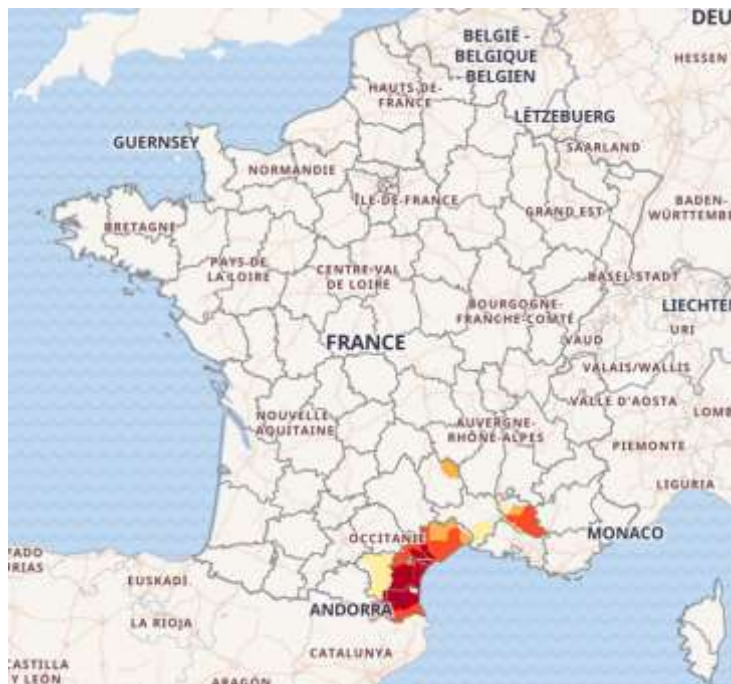 DEU
BELGIË -
BELGIQUE
- BELGIEN
HESSEN
HAUTS-DE-
FRANCE
LËTZEBUERG
GUERNSEY
SAARLAND
NORMANDIE
ÎLE-DE-FRANCE
BADEN-
WÜRTTEMBE
GRAND EST
BRETAGNE
PAYS-DE-
LA-LOIRE
CENTRE-VAL
DE LOIRE
BASEL-STADT
BOURGOGNE-
FRANCHE-COMTÉ
LIECHTEN
URI
FRANCE
VAUD
VALAIS/WALLIS
VALLE D'AOSTA
LOMB
NOUVELLE-
AQUITAINE
AUVERGNE-
RHÔNE-ALPES
PIEMONTE
LIGURIA
OCCITANIE
MONACO
ADO
URIAS
EUSKADI
ANDORRA
LA RIOJA
CATALUNYA
CASTILLA
Y LEÓN
ARAGÓN